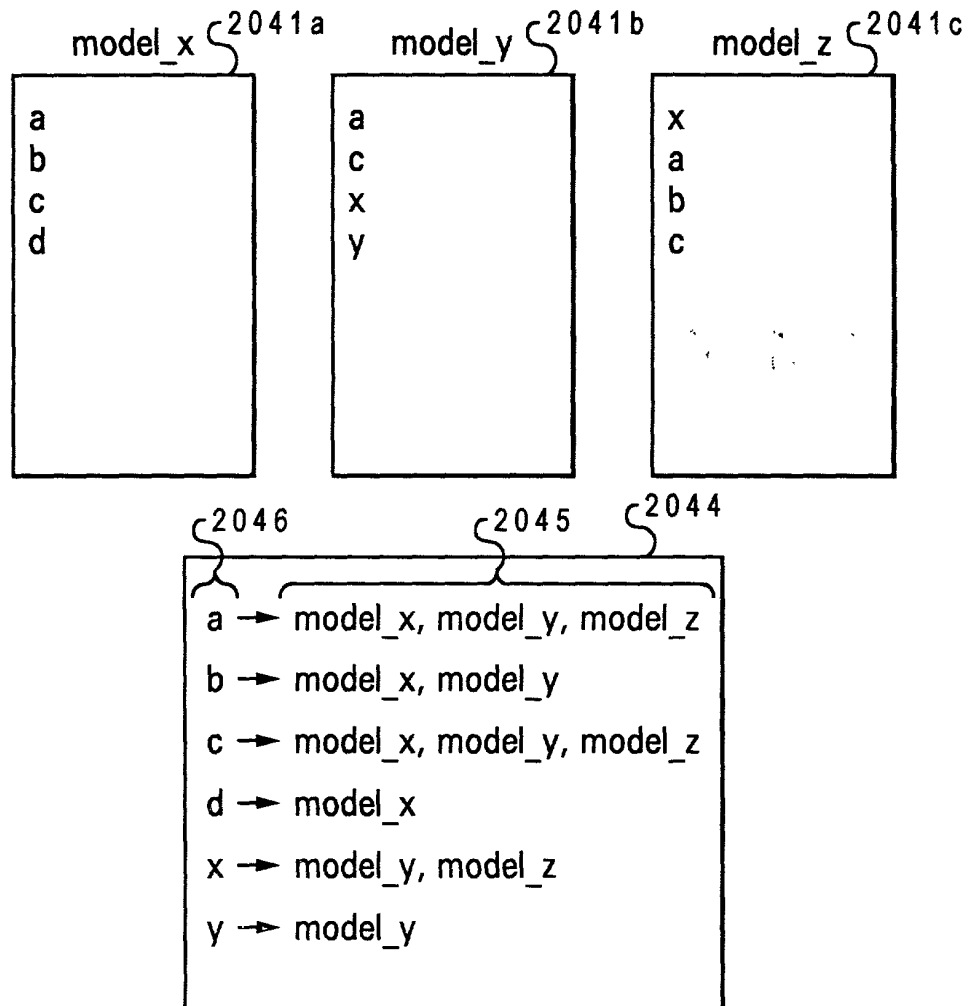 model_x 2041a
a
b
c
d
model_y 2041b
a
c
x
y
model_z 2041c
x
a
b
c
2046 2045 2044
a → model_x, model_y, model_z
b → model_x, model_y
c → model_x, model_y, model_z
d → model_x
x → model_y, model_z
y → model_y